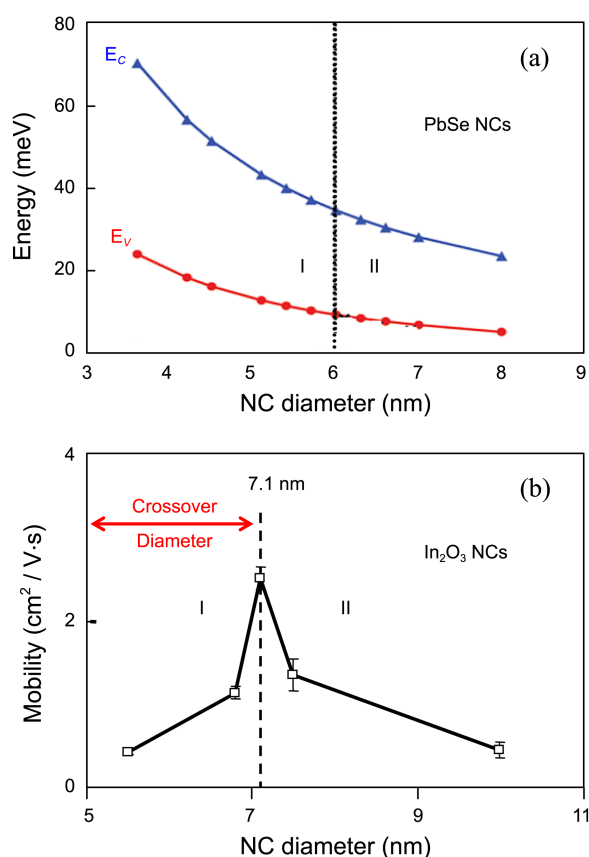 80
(a)
E_C
60
PbSe NCs
Energy (meV)
40
E_V
20
I
II
0
3 4 5 6 7 8 9
NC diameter (nm)
4
(b)
7.1 nm
Crossover
Diameter
In₂O₃ NCs
Mobility (cm² / V·s)
I
II
2
0
5 7 9 11
NC diameter (nm)